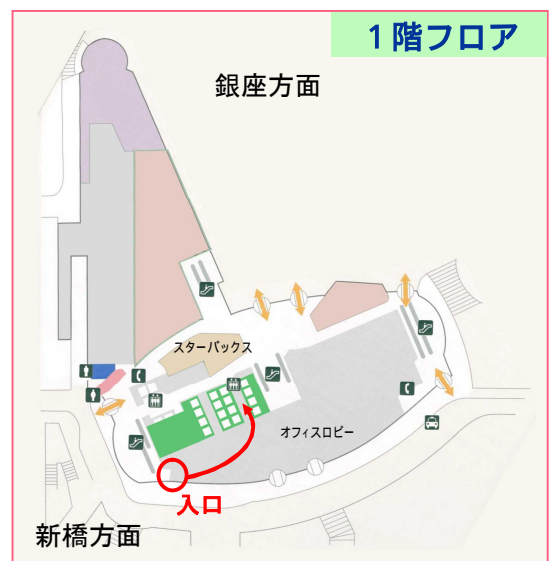 1階フロア
銀座方面
スターバックス
オフィスロビー
入口
新橋方面